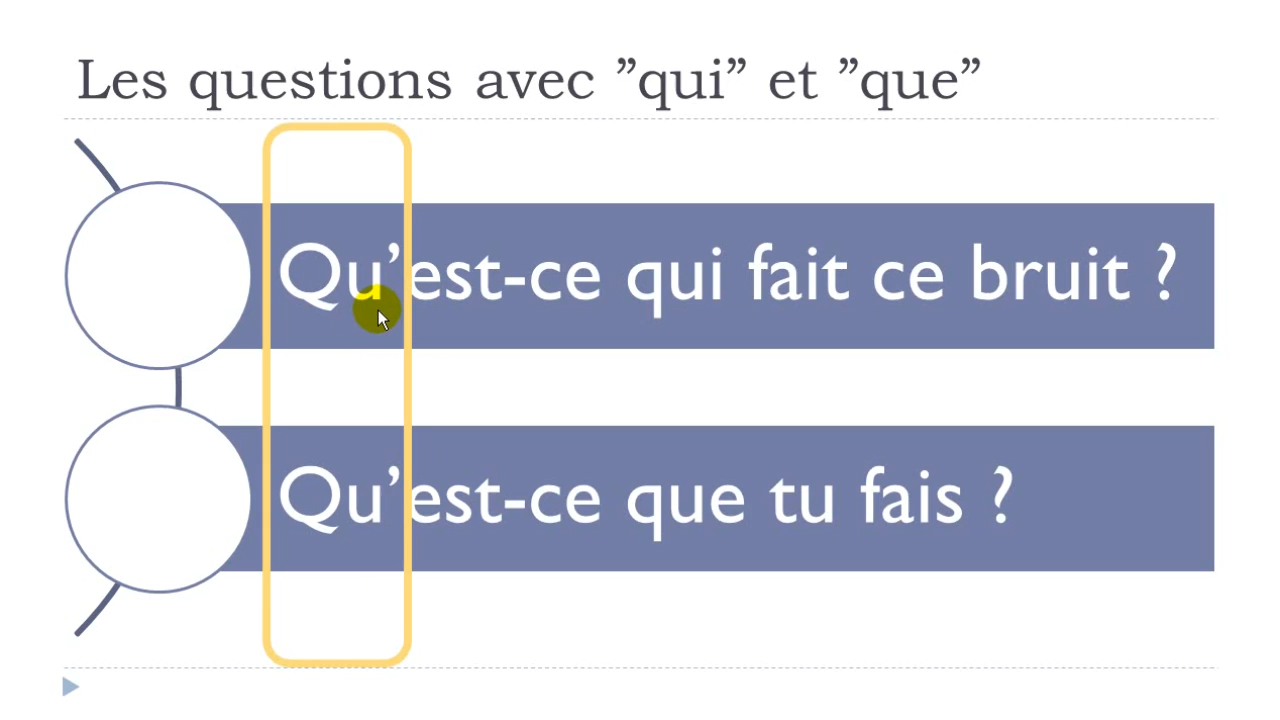 Les questions avec ”qui” et ”que”
Qu’est-ce qui fait ce bruit ?
Qu’est-ce que tu fais ?